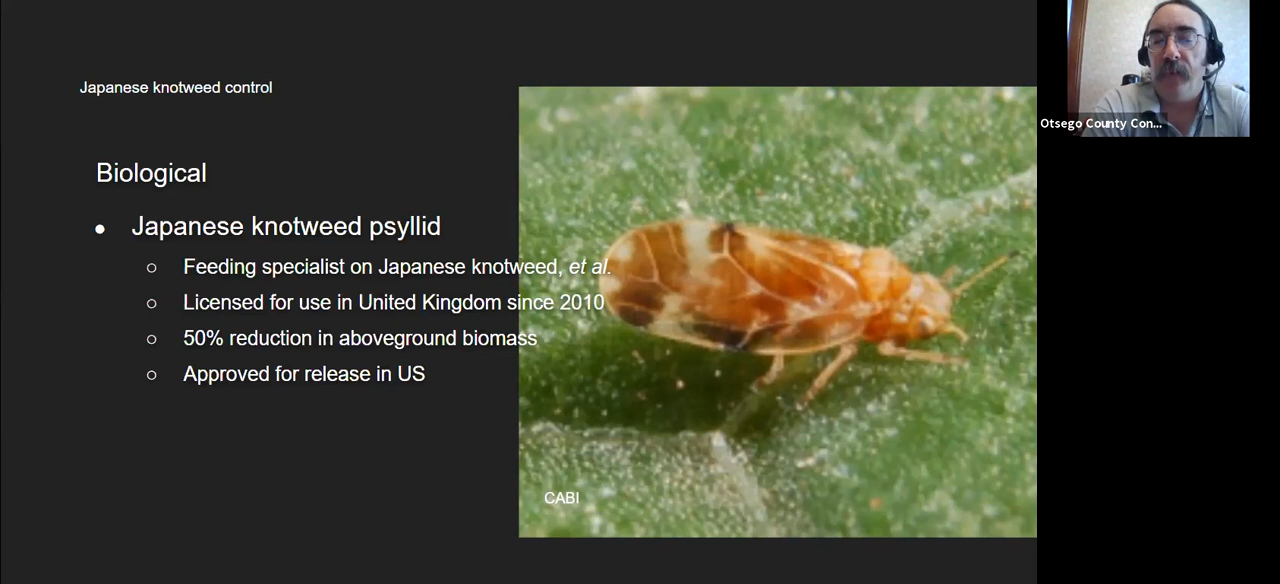 Japanese knotweed control
Otsego County Con...
Biological
● Japanese knotweed psyllid
○ Feeding specialist on Japanese knotweed, et al.
○ Licensed for use in United Kingdom since 2010
○ 50% reduction in aboveground biomass
○ Approved for release in US
CABI